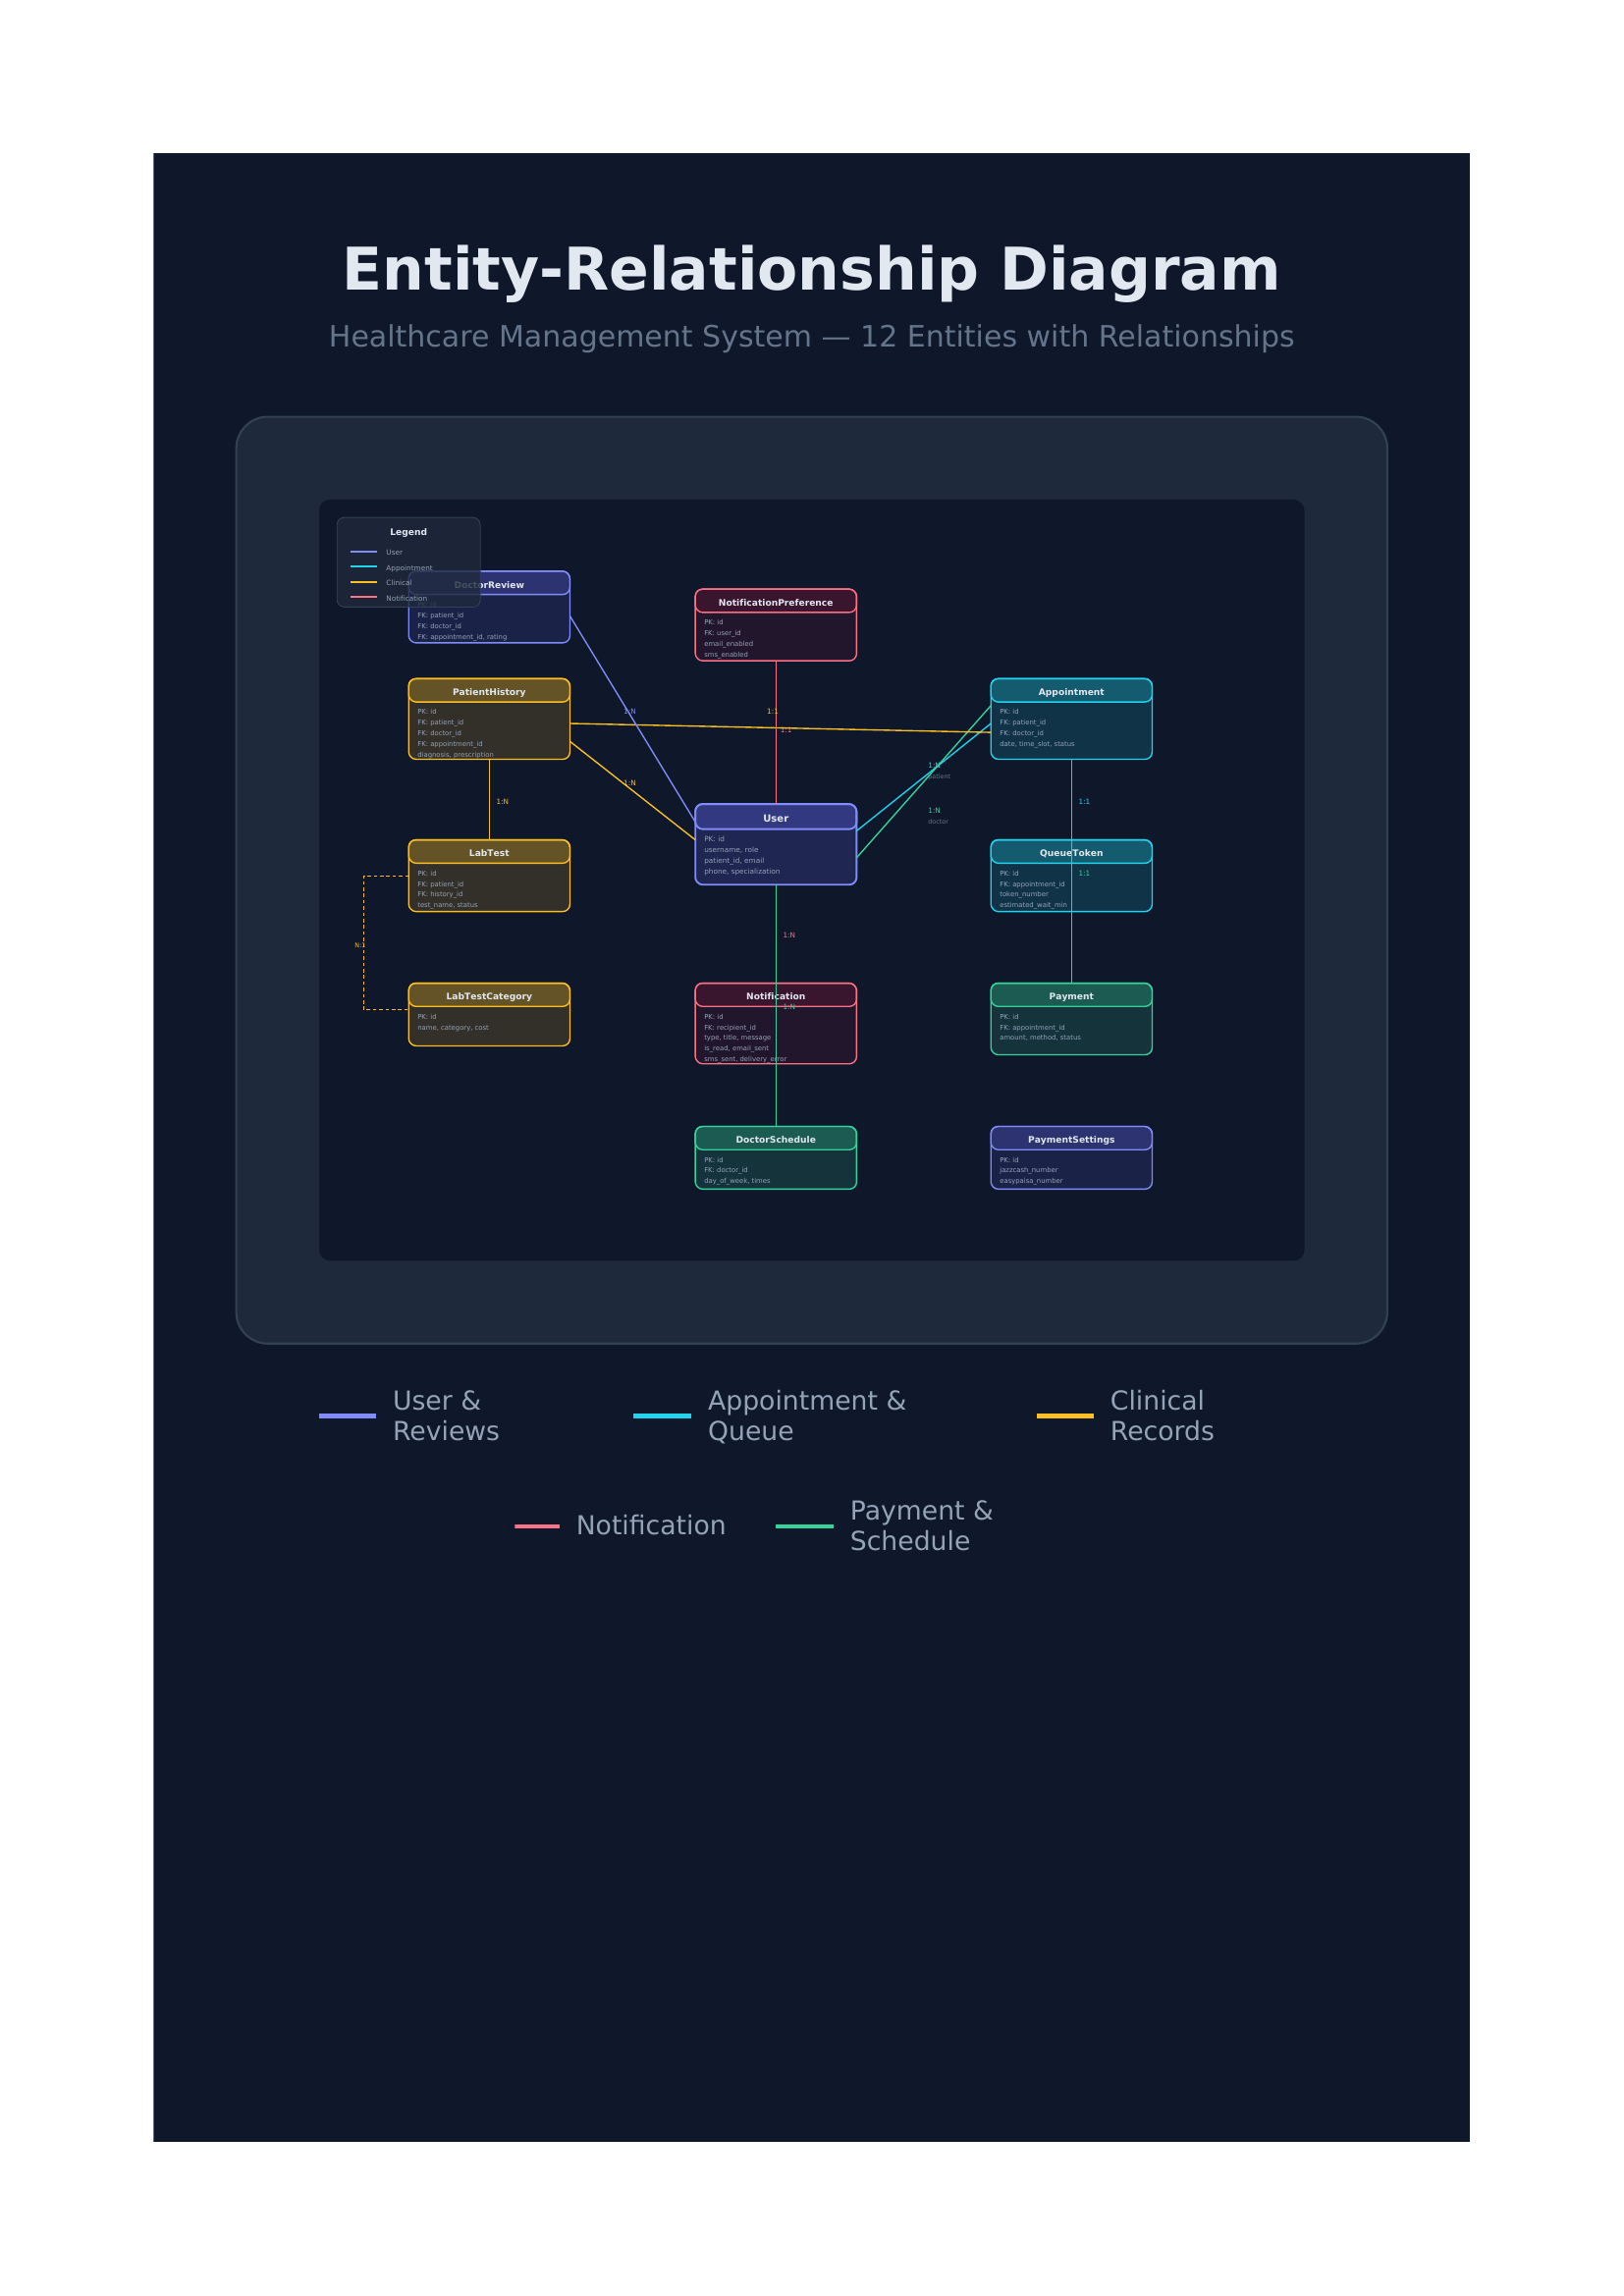 Entity-Relationship Diagram
Healthcare Management System — 12 Entities with Relationships
Legend
User
Appointment
Clinical
Notification
DoctorReview
FK: patient_id
FK: doctor_id
FK: appointment_id, rating
NotificationPreference
PK: id
FK: user_id
email_enabled
sms_enabled
PatientHistory
PK: id
FK: patient_id
FK: doctor_id
FK: appointment_id
diagnosis, prescription
1:N
1:1
1:1
Appointment
PK: id
FK: patient_id
FK: doctor_id
date, time_slot, status
1:N
1:N
patient
1:N
doctor
1:N
1:1
User
PK: id
username, role
patient_id, email
phone, specialization
LabTest
PK: id
FK: patient_id
FK: history_id
test_name, status
QueueToken
PK: id
FK: appointment_id
token_number
estimated_wait_min
1:1
1:N
LabTestCategory
PK: id
name, category, cost
Notification
1:N
PK: id
FK: recipient_id
type, title, message
is_read, email_sent
sms_sent, delivery_error
Payment
PK: id
FK: appointment_id
amount, method, status
DoctorSchedule
PK: id
FK: doctor_id
day_of_week, times
PaymentSettings
PK: id
jazzcash_number
easypaisa_number
User &
Reviews
Appointment &
Queue
Clinical
Records
Notification
Payment &
Schedule